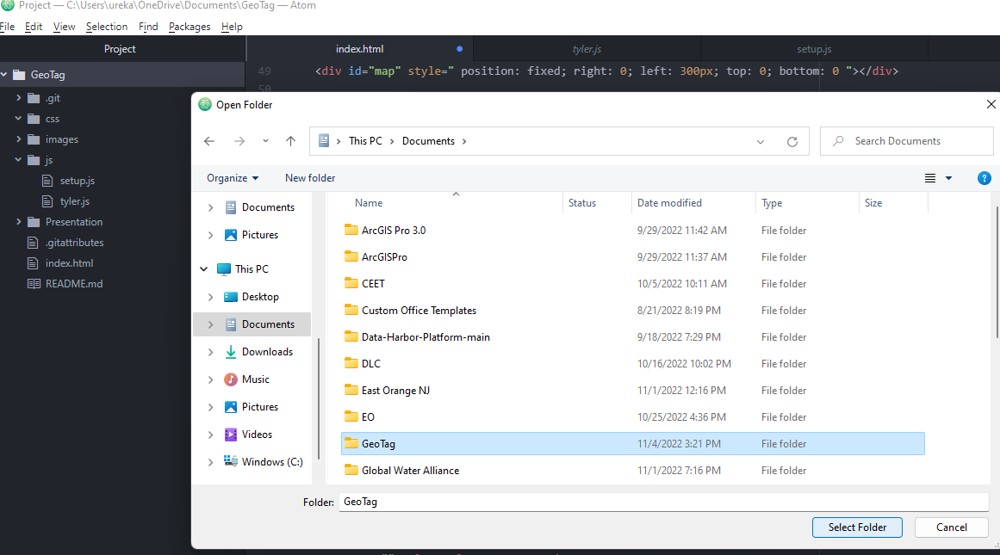 Project — C:\Users\ureka\OneDrive\Documents\GeoTag — Atom
File Edit View Selection Find Packages Help
Project
index.html tyler.js setup.js
GeoTag
.git
css
images
js
setup.js
tyler.js
Presentation
.gitattributes
index.html
README.md
49 <div id="map" style=" position: fixed; right: 0; left: 300px; top: 0; bottom: 0 "></div>
50
Open Folder
This PC > Documents >
Search Documents
Organize New folder
Documents
Pictures
This PC
Desktop
Documents
Downloads
Music
Pictures
Videos
Windows (C:)
Name Status Date modified Type Size
ArcGIS Pro 3.0 9/29/2022 11:42 AM File folder
ArcGISPro 9/29/2022 11:37 AM File folder
CEET 10/5/2022 10:11 AM File folder
Custom Office Templates 8/21/2022 8:19 PM File folder
Data-Harbor-Platform-main 9/18/2022 7:29 PM File folder
DLC 10/16/2022 10:02 PM File folder
East Orange NJ 11/1/2022 12:16 PM File folder
EO 10/25/2022 4:36 PM File folder
GeoTag 11/4/2022 3:21 PM File folder
Global Water Alliance 11/1/2022 7:16 PM File folder
Folder: GeoTag
Select Folder Cancel